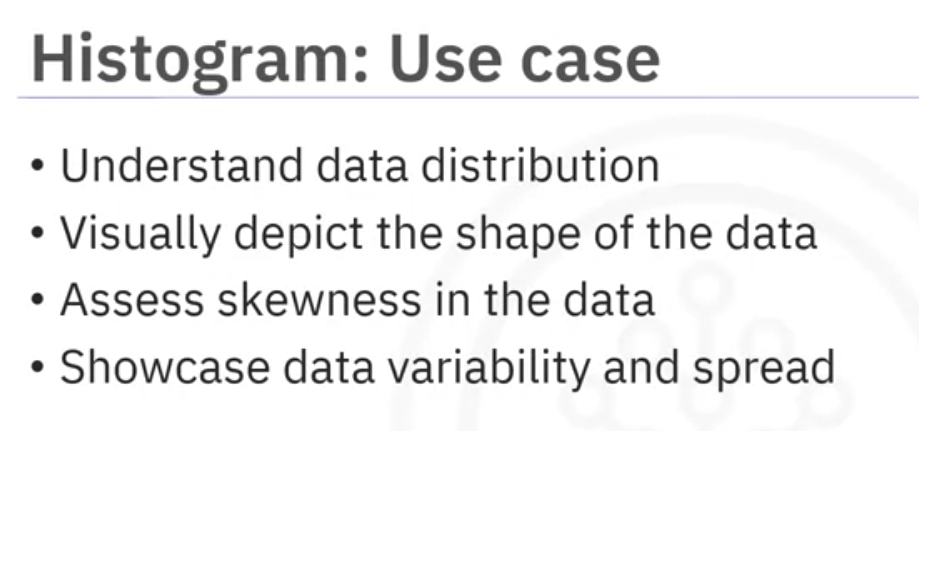 Histogram: Use case
• Understand data distribution
• Visually depict the shape of the data
• Assess skewness in the data
• Showcase data variability and spread